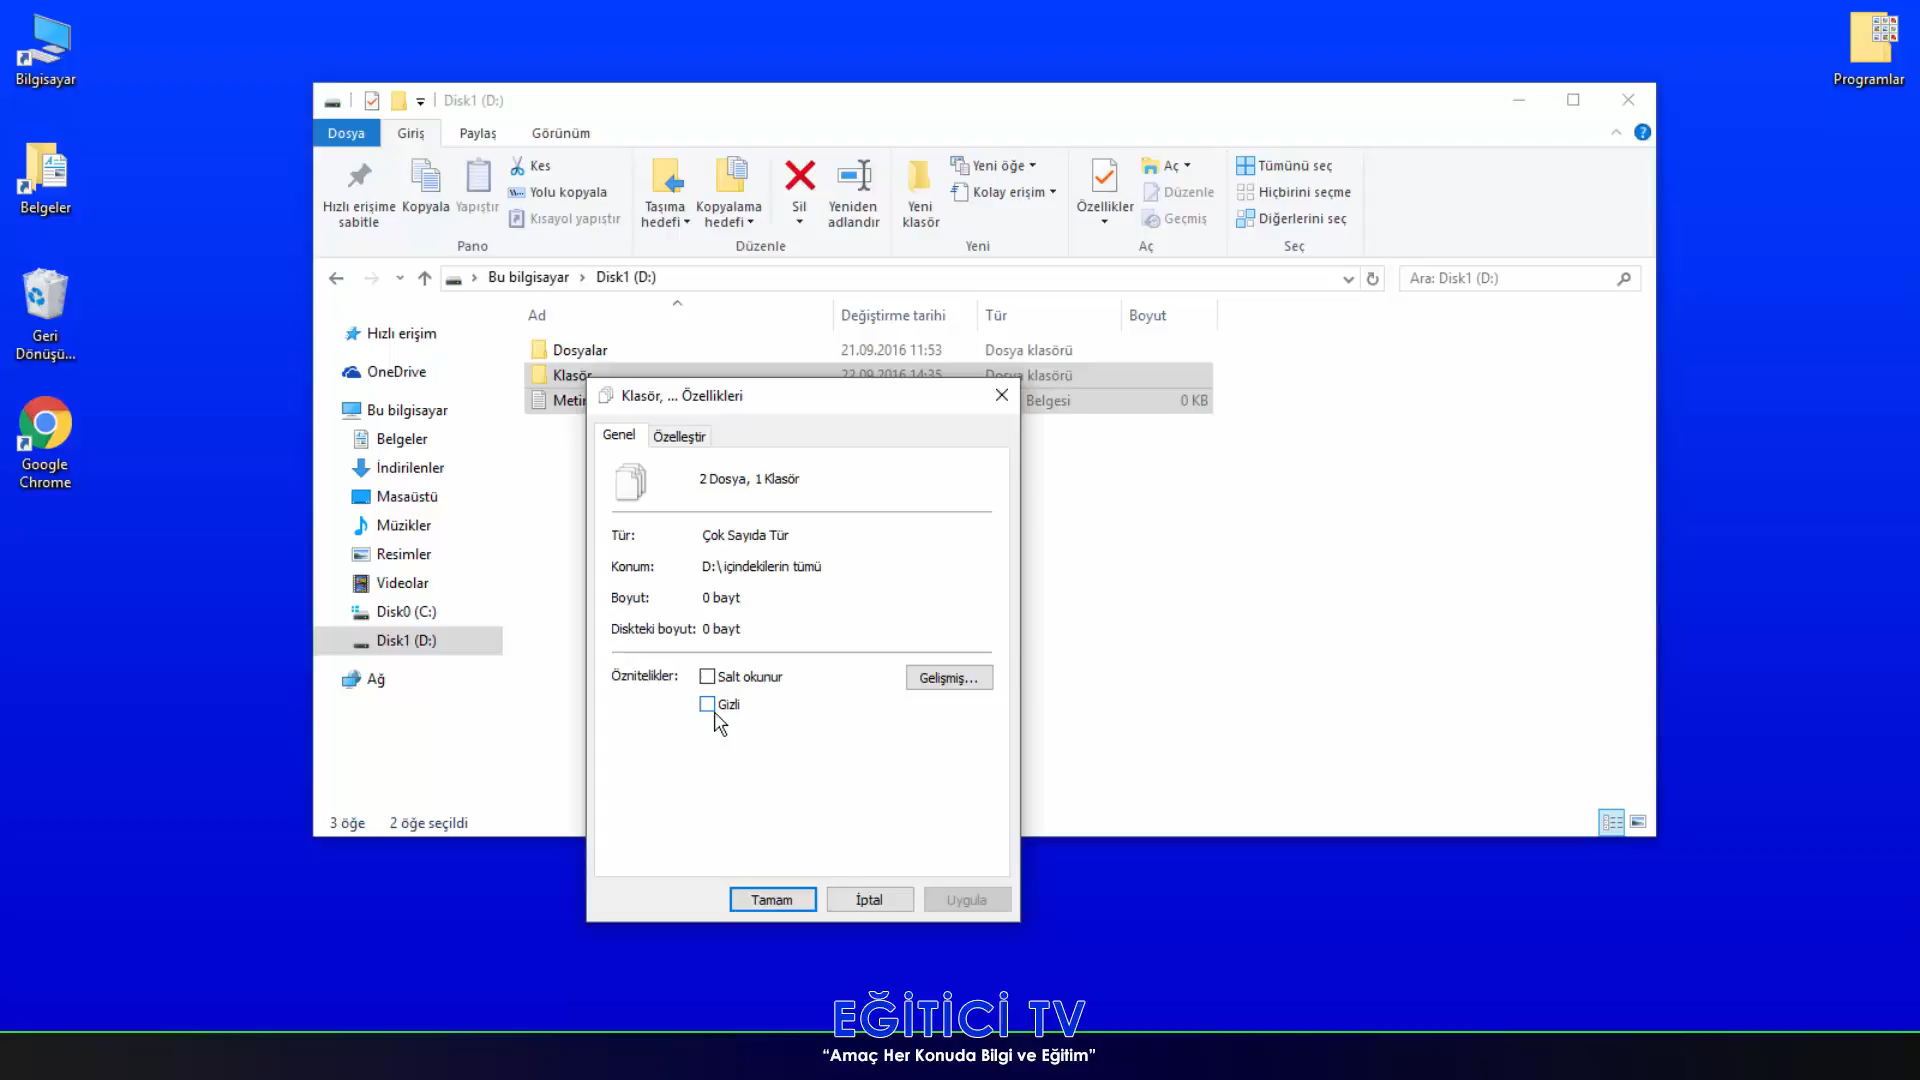 Bilgisayar
Belgeler
Geri
Dönüşü...
Google
Chrome
Programlar
Disk1 (D:)
Dosya Giriş Paylaş Görünüm
Hızlı erişime
sabitle
Kopyala
Yapıştır
Kes
Yolu kopyala
Kısayol yapıştır
Pano
Taşıma
hedefi
Kopyalama
hedefi
Sil
Yeniden
adlandır
Düzenle
Yeni
klasör
Yeni öğe
Kolay erişim
Yeni
Özellikler
Aç
Düzenle
Geçmiş
Aç
Tümünü seç
Hiçbirini seçme
Diğerlerini seç
Seç
Bu bilgisayar Disk1 (D:)
Ara: Disk1 (D:)
Hızlı erişim
OneDrive
Bu bilgisayar
Belgeler
İndirilenler
Masaüstü
Müzikler
Resimler
Videolar
Disk0 (C:)
Disk1 (D:)
Ağ
Ad Değiştirme tarihi Tür Boyut
Dosyalar 21.09.2016 11:53 Dosya klasörü
Klasör 22.09.2016 14:35 Dosya klasörü
Belgesi 0 KB
Klasör, ... Özellikleri
Genel Özelleştir
2 Dosya, 1 Klasör
Tür: Çok Sayıda Tür
Konum: D:\içindekilerin tümü
Boyut: 0 bayt
Diskteki boyut: 0 bayt
Öznitelikler: Salt okunur Gelişmiş...
Gizli
Tamam İptal Uygula
3 öğe 2 öğe seçildi
EĞİTİCİ TV
“Amaç Her Konuda Bilgi ve Eğitim”